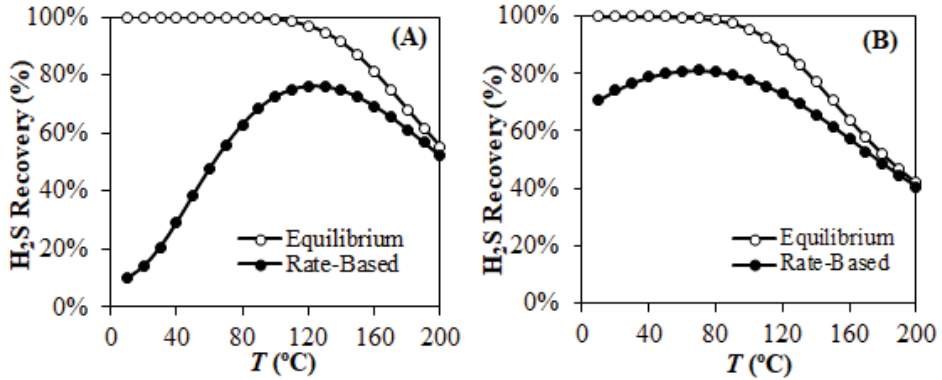 100%
80%
60%
40%
20%
0%
H₂S Recovery (%)
(A)
Equilibrium
Rate-Based
0 40 80 120 160 200
T (ºC)
100%
80%
60%
40%
20%
0%
H₂S Recovery (%)
(B)
Equilibrium
Rate-Based
0 40 80 120 160 200
T (ºC)